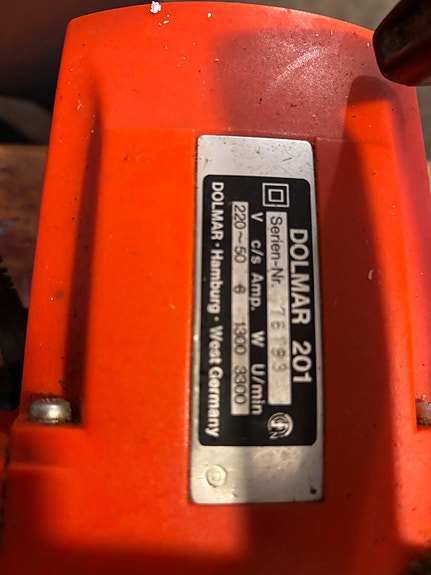 DOLMAR 201
Serien-Nr. 76193
V c/s Amp. W U/min
220~50 6 1300 3300
DOLMAR · Hamburg · West Germany